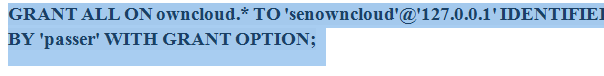 GRANT ALL ON owncloud.* TO 'senowncloud'@'127.0.0.1' IDENTIFIE
BY 'passer' WITH GRANT OPTION;